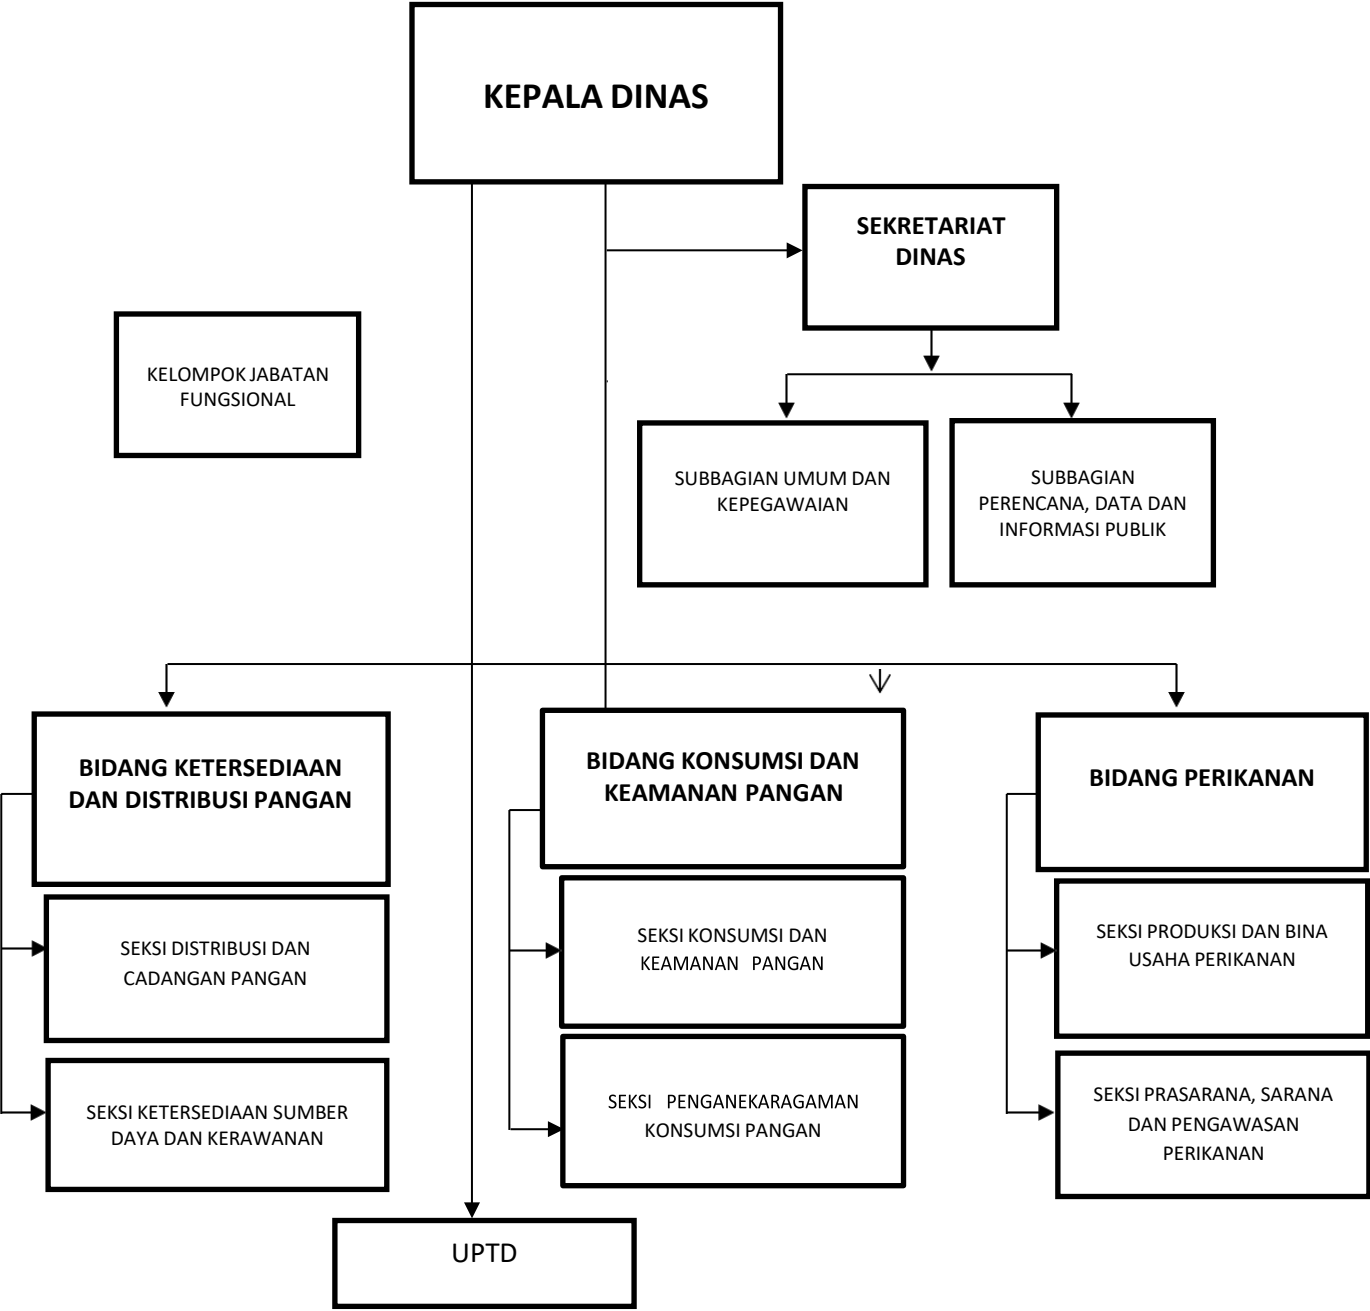 KEPALA DINAS
SEKRETARIAT
DINAS
KELOMPOK JABATAN
FUNGSIONAL
SUBBAGIAN UMUM DAN
KEPEGAWAIAN
SUBBAGIAN
PERENCANA, DATA DAN
INFORMASI PUBLIK
BIDANG KETERSEDIAAN
DAN DISTRIBUSI PANGAN
BIDANG KONSUMSI DAN
KEAMANAN PANGAN
BIDANG PERIKANAN
SEKSI DISTRIBUSI DAN
CADANGAN PANGAN
SEKSI KONSUMSI DAN
KEAMANAN PANGAN
SEKSI PRODUKSI DAN BINA
USAHA PERIKANAN
SEKSI KETERSEDIAAN SUMBER
DAYA DAN KERAWANAN
SEKSI PENGANEKARAGAMAN
KONSUMSI PANGAN
SEKSI PRASARANA, SARANA
DAN PENGAWASAN
PERIKANAN
UPTD